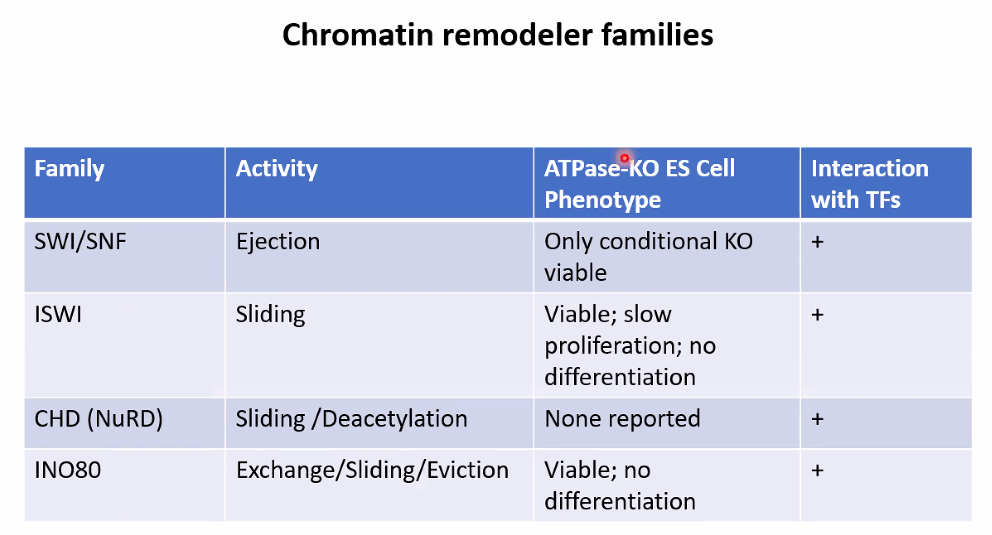 Chromatin remodeler families
Family
Activity
ATPase-KO ES Cell
Phenotype
Interaction
with TFs
SWI/SNF
Ejection
Only conditional KO
viable
+
ISWI
Sliding
Viable; slow
proliferation; no
differentiation
+
CHD (NuRD)
Sliding /Deacetylation
None reported
+
INO80
Exchange/Sliding/Eviction
Viable; no
differentiation
+